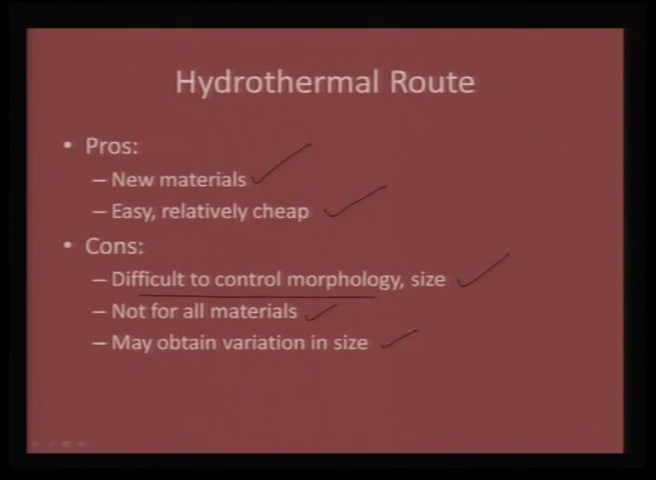 Hydrothermal Route
• Pros:
– New materials
– Easy, relatively cheap
• Cons:
– Difficult to control morphology, size
– Not for all materials
– May obtain variation in size